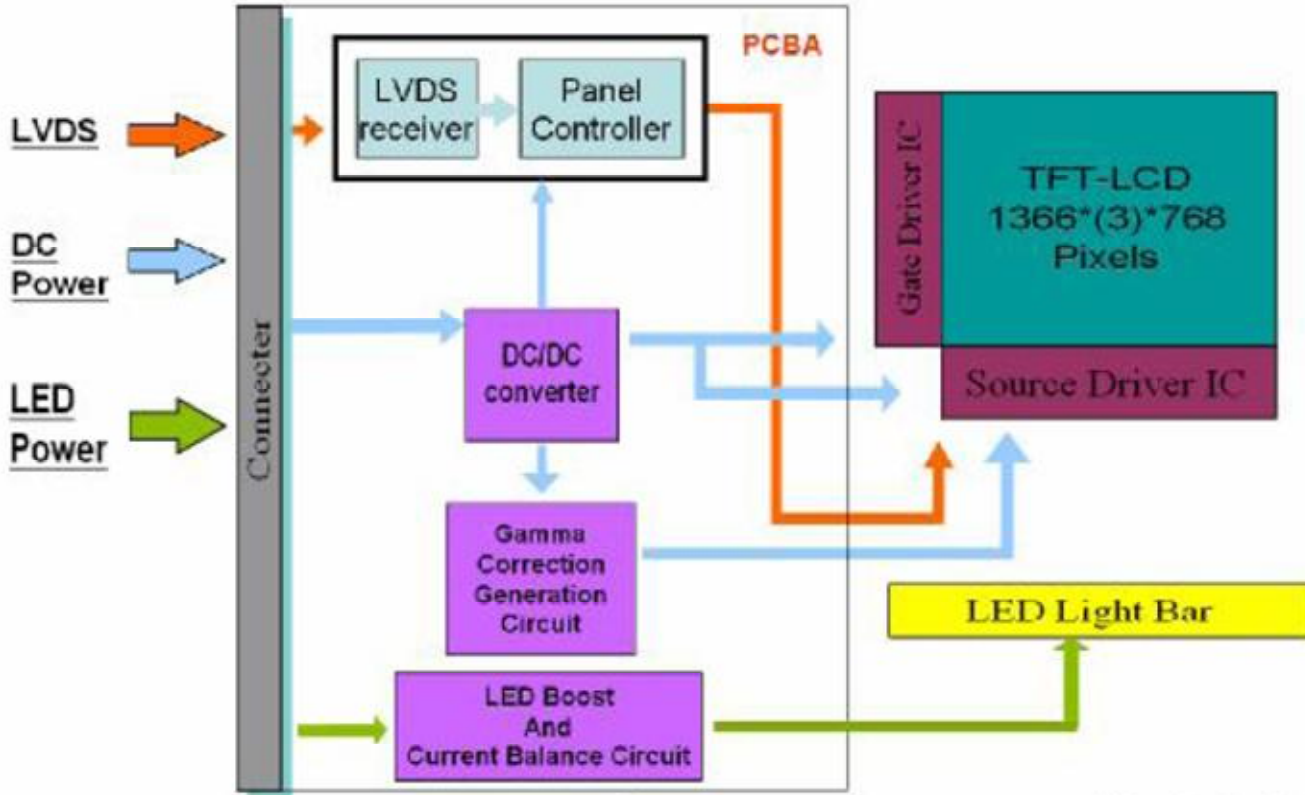 PCBA
LVDS
receiver
Panel
Controller
LVDS
DC
Power
LED
Power
Connecter
DC/DC
converter
Gamma
Correction
Generation
Circuit
LED Boost
And
Current Balance Circuit
Gate Driver IC
TFT-LCD
1366*(3)*768
Pixels
Source Driver IC
LED Light Bar